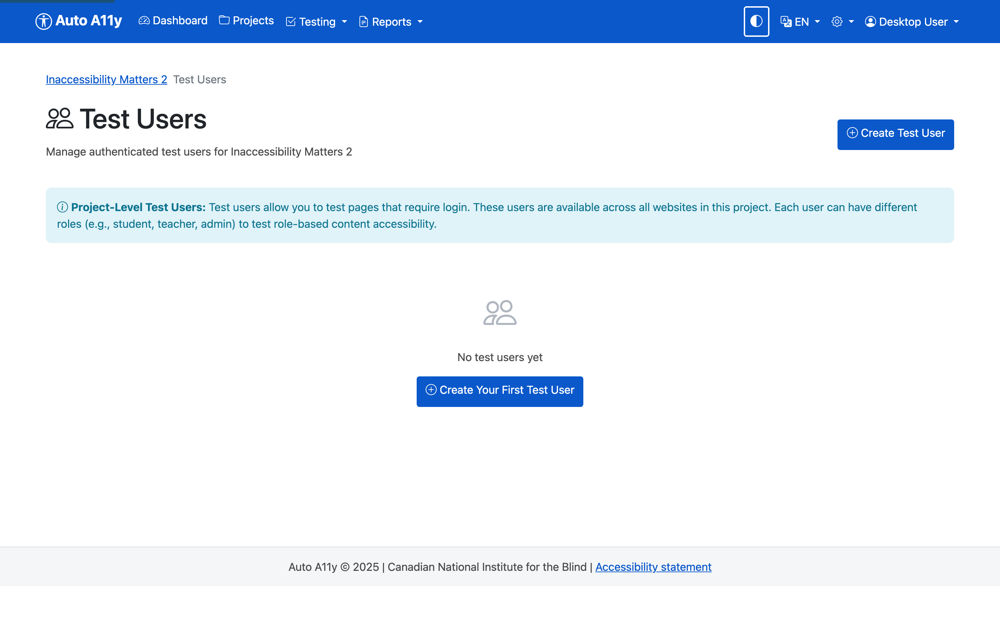 Auto A11y
Dashboard
Projects
Testing
Reports
EN
Desktop User
Inaccessibility Matters 2 Test Users
Test Users
Create Test User
Manage authenticated test users for Inaccessibility Matters 2
Project-Level Test Users: Test users allow you to test pages that require login. These users are available across all websites in this project. Each user can have different
roles (e.g., student, teacher, admin) to test role-based content accessibility.
No test users yet
Create Your First Test User
Auto A11y © 2025 | Canadian National Institute for the Blind | Accessibility statement